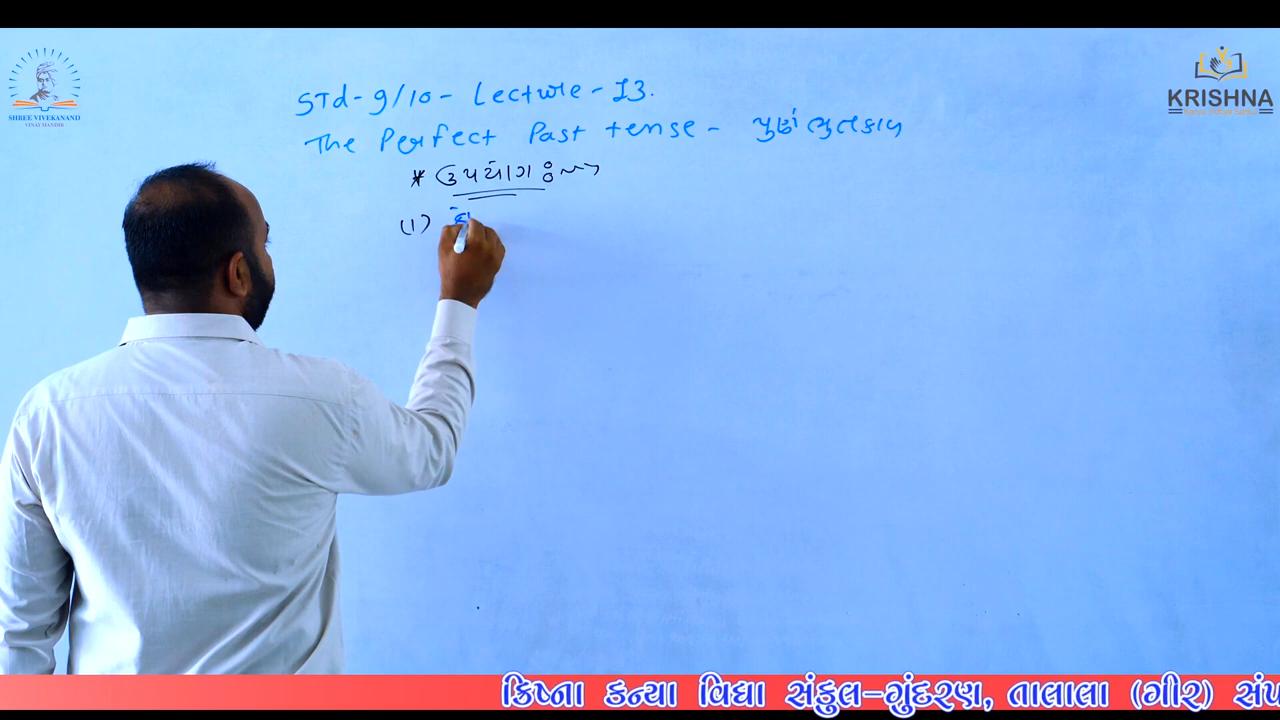 SHREE VIVEKANAND
VINAY MANDIR
KRISHNA
STd-9/10- Lecture-13.
The Perfect Past tense - પુર્ણ ભુતકાળ
* ઉપયોગ :
(1)
ક્રિષ્ના કન્યા વિદ્યા સંકુલ-ગુંદરણ, તાલાલા (ગીર) સંપ